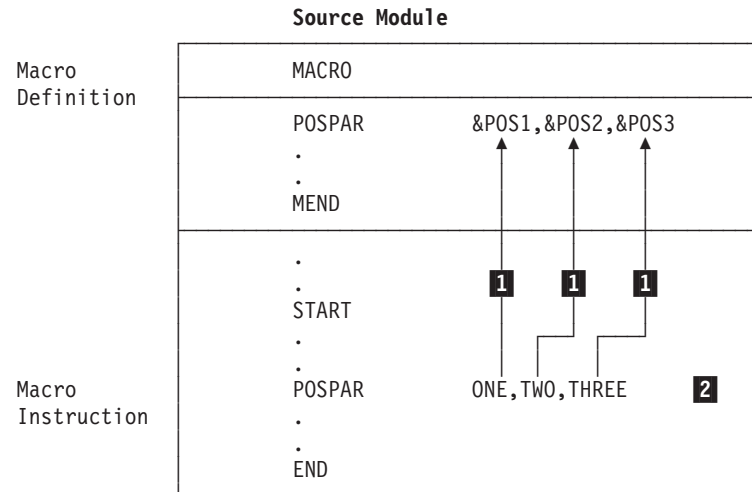 Source Module
Macro MACRO
Definition
POSPAR &POS1,&POS2,&POS3
.
.
MEND
.
. 1 1 1
START
.
.
Macro POSPAR ONE,TWO,THREE 2
Instruction .
.
END